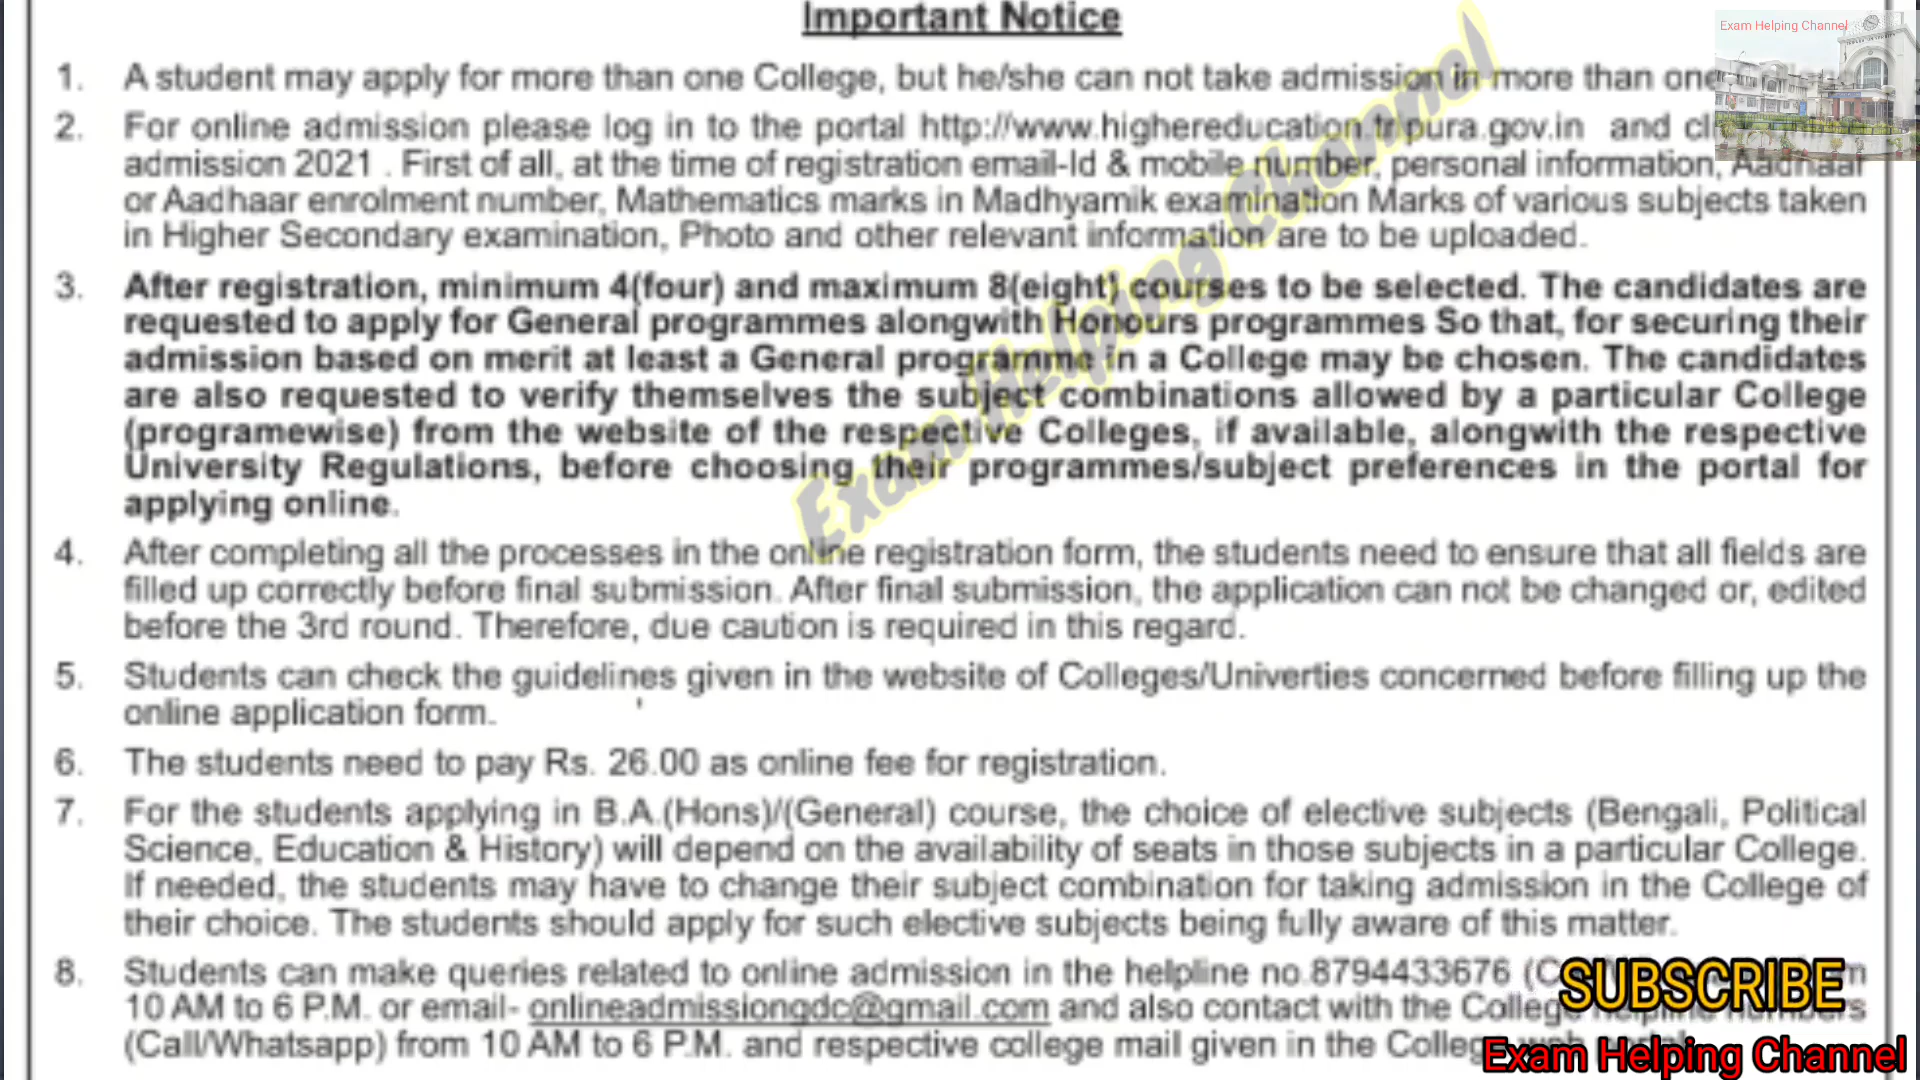 Important Notice
Exam Helping Channel
1. A student may apply for more than one College, but he/she can not take admission in more than one
2. For online admission please log in to the portal http://www.highereducation.tripura.gov.in and
admission 2021 . First of all, at the time of registration email-Id & mobile number, personal information, Aadhaar
or Aadhaar enrolment number, Mathematics marks in Madhyamik examination Marks of various subjects taken
in Higher Secondary examination, Photo and other relevant information are to be uploaded.
3. After registration, minimum 4(four) and maximum 8(eight) courses to be selected. The candidates are
requested to apply for General programmes alongwith Honours programmes So that, for securing their
admission based on merit at least a General programme in a College may be chosen. The candidates
are also requested to verify themselves the subject combinations allowed by a particular College
(programewise) from the website of the respective Colleges, if available, alongwith the respective
University Regulations, before choosing their programmes/subject preferences in the portal for
applying online.
4. After completing all the processes in the online registration form, the students need to ensure that all fields are
filled up correctly before final submission. After final submission, the application can not be changed or, edited
before the 3rd round. Therefore, due caution is required in this regard.
5. Students can check the guidelines given in the website of Colleges/Univerties concerned before filling up the
online application form.
6. The students need to pay Rs. 26.00 as online fee for registration.
7. For the students applying in B.A.(Hons)/(General) course, the choice of elective subjects (Bengali, Political
Science, Education & History) will depend on the availability of seats in those subjects in a particular College.
If needed, the students may have to change their subject combination for taking admission in the College of
their choice. The students should apply for such elective subjects being fully aware of this matter.
8. Students can make queries related to online admission in the helpline no.8794433676
10 AM to 6 P.M. or email- onlineadmissiongdc@gmail.com and also contact with the College helpline numbers
(Call/Whatsapp) from 10 AM to 6 P.M. and respective college mail given in the College
Exam Helping Channel
SUBSCRIBE
Exam Helping Channel